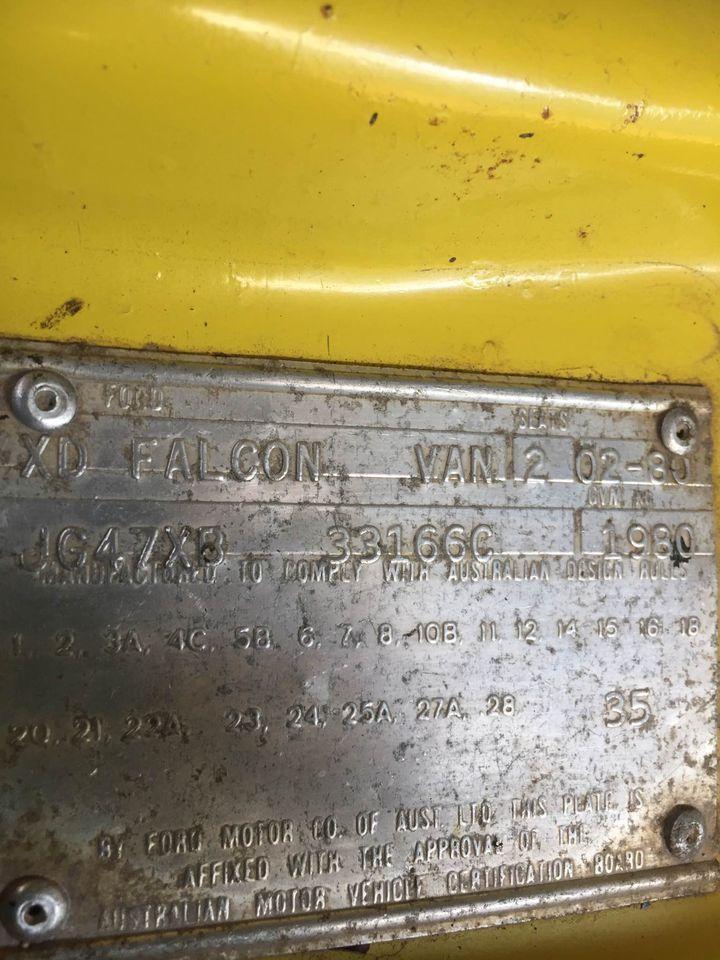 FORD
SEATS
XD FALCON VAN 2 02-80
GVM. KG
JG47XB 33166C 1980
MANUFACTURED TO COMPLY WITH AUSTRALIAN DESIGN RULES
1, 2, 3A, 4C, 5B, 6, 7, 8, 10B, 11, 12, 14, 15, 16, 18
20, 21, 22A, 23, 24, 25A, 27A, 28 35
BY FORD MOTOR CO. OF AUST. LTD. THIS PLATE IS
AFFIXED WITH THE APPROVAL OF THE
AUSTRALIAN MOTOR VEHICLE CERTIFICATION BOARD